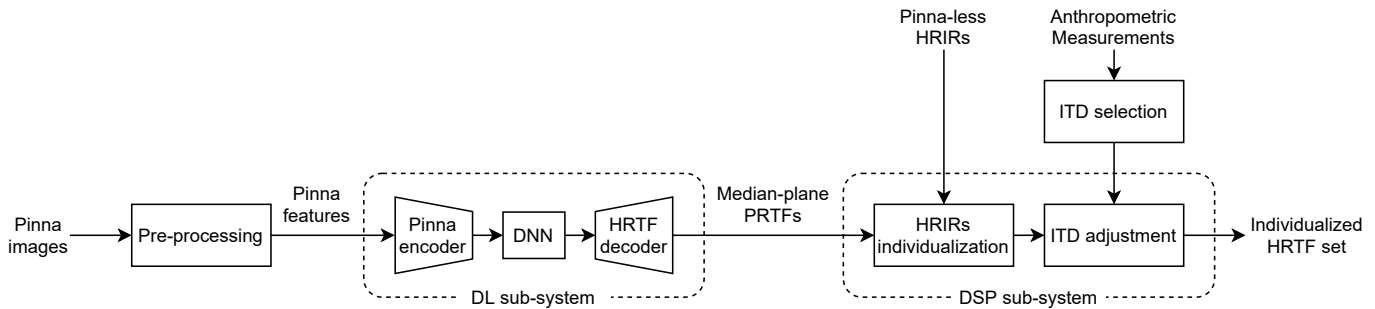 Pinna-less
HRIRs
Anthropometric
Measurements
ITD selection
Pinna
images
Pre-processing
Pinna
features
Pinna
encoder
DNN
HRTF
decoder
DL sub-system
Median-plane
PRTFs
HRIRs
individualization
ITD adjustment
DSP sub-system
Individualized
HRTF set